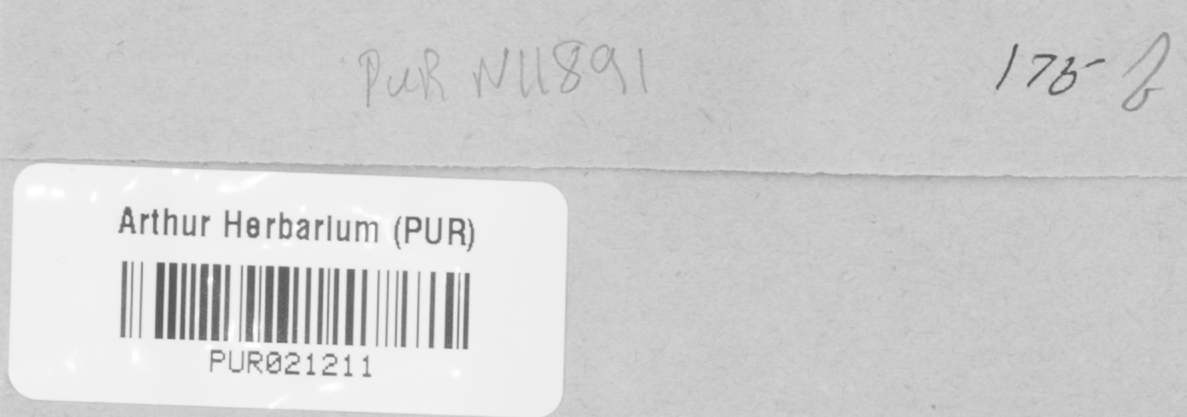 PUR N11891
175 b
Arthur Herbarium (PUR)
PUR021211